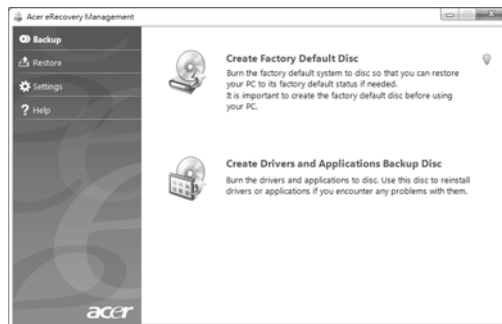 Acer eRecovery Management
Backup
Restore
Settings
? Help
Create Factory Default Disc
Burn the factory default system to disc so that you can restore
your PC to its factory default status if needed.
It is important to create the factory default disc before using
your PC.
Create Drivers and Applications Backup Disc
Burn the drivers and applications to disc. Use this disc to reinstall
drivers or applications if you encounter any problems with them.
acer